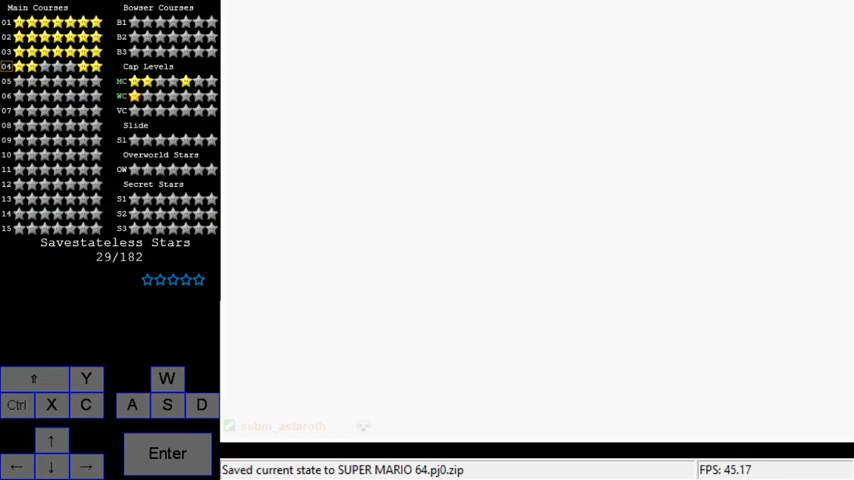 Main Courses
Bowser Courses
01
B1
02
B2
03
B3
04
Cap Levels
05
MC
06
WC
07
VC
08
Slide
09
S1
10
Overworld Stars
11
OW
12
Secret Stars
13
S1
14
S2
15
S3
Savestateless Stars
29/182
⇑ Y W
Ctrl X C A S D
↑
← ↓ → Enter
ssbm_astaroth
Saved current state to SUPER MARIO 64.pj0.zip
FPS: 45.17